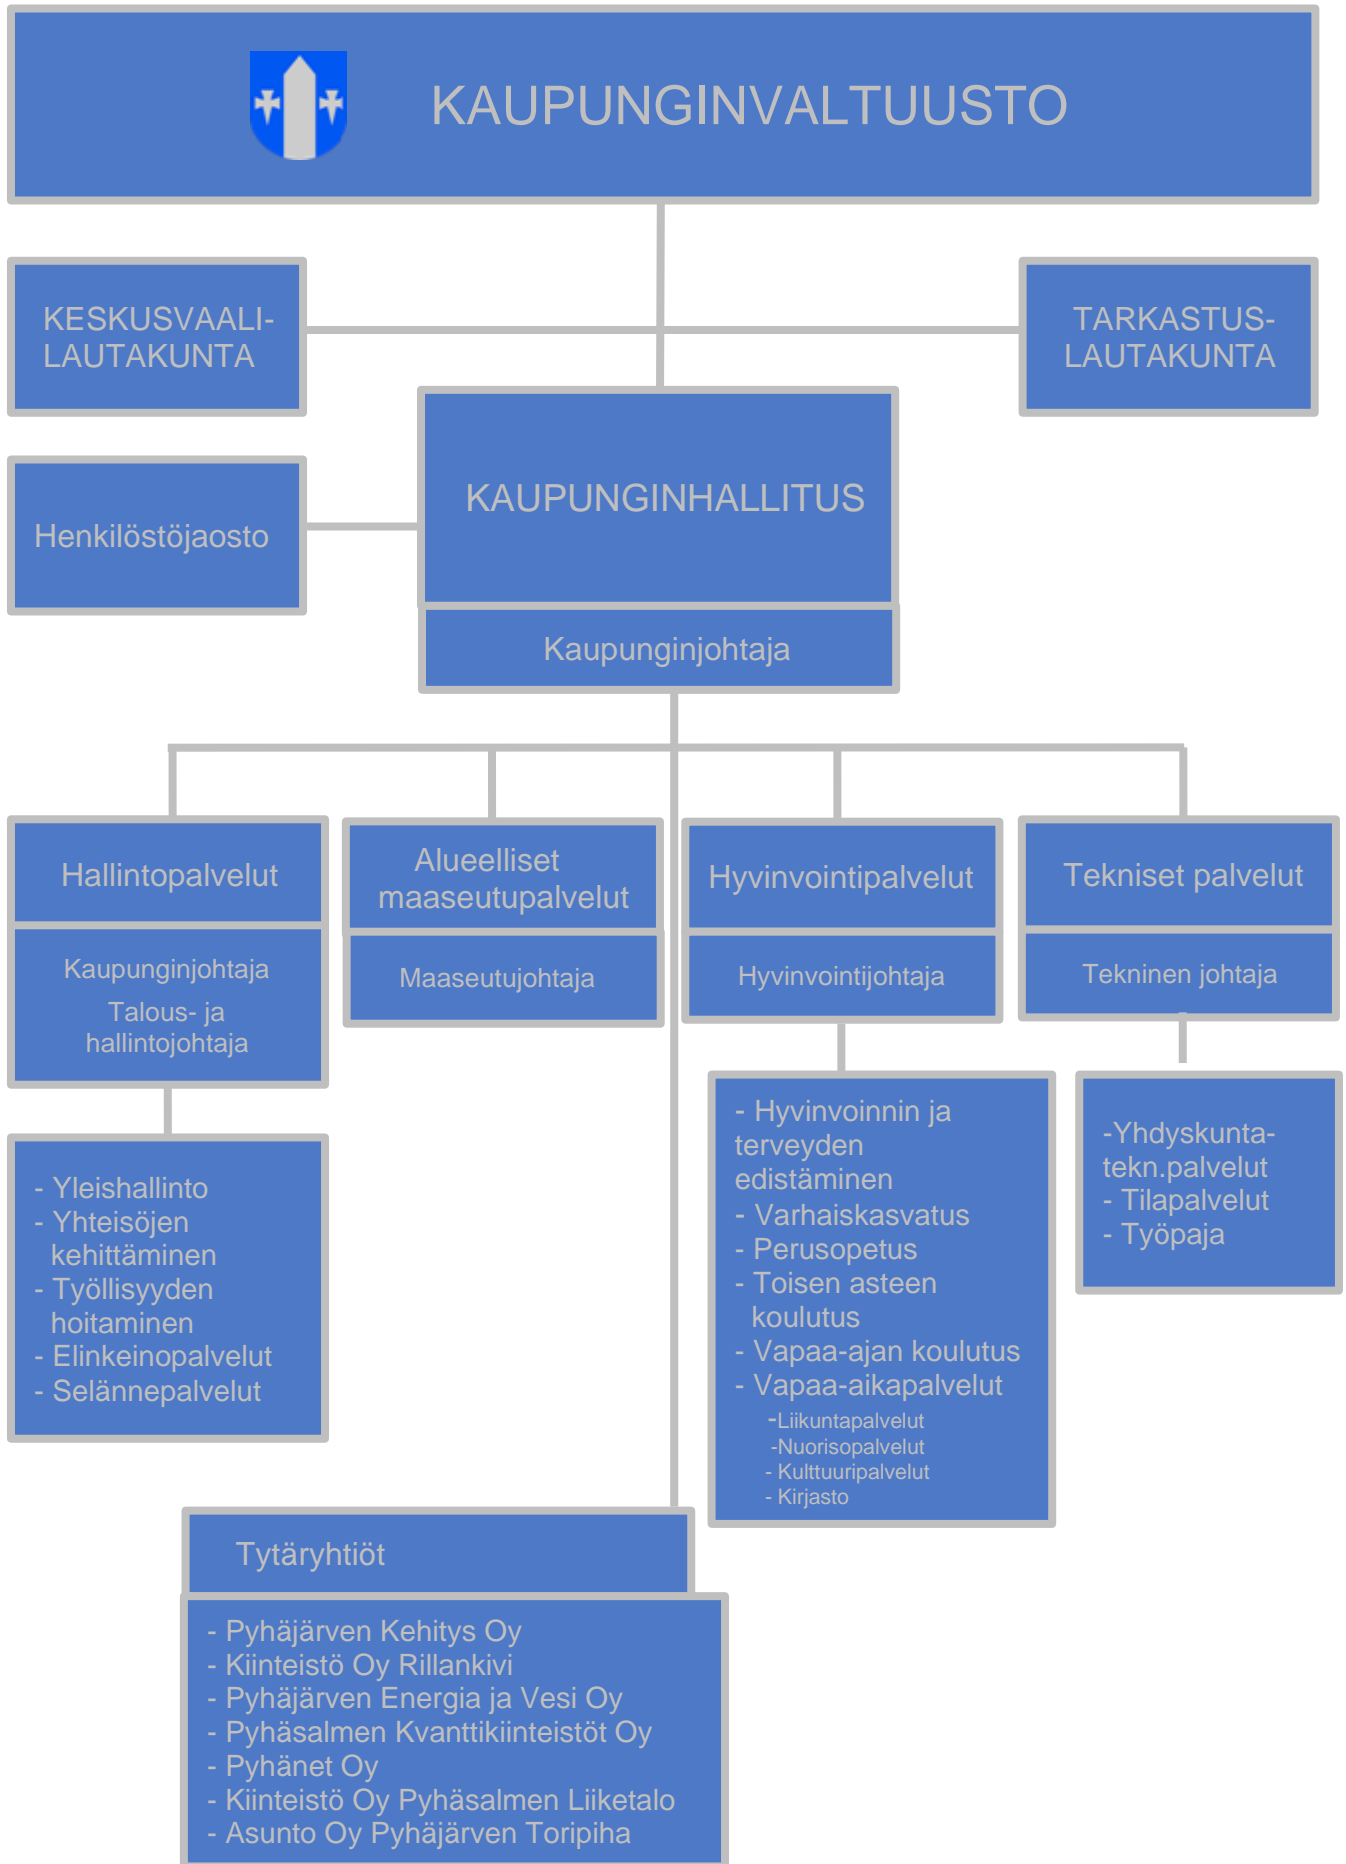 KAUPUNGINVALTUUSTO
KESKUSVAALI-
LAUTAKUNTA
TARKASTUS-
LAUTAKUNTA
KAUPUNGINHALLITUS
Henkilöstöjaosto
Kaupunginjohtaja
Hallintopalvelut
Kaupunginjohtaja
Talous- ja
hallintojohtaja
- Yleishallinto
- Yhteisöjen
kehittäminen
- Työllisyyden
hoitaminen
- Elinkeinopalvelut
- Selännepalvelut
Alueelliset
maaseutupalvelut
Maaseutujohtaja
Hyvinvointipalvelut
Hyvinvointijohtaja
- Hyvinvoinnin ja
terveyden
edistäminen
- Varhaiskasvatus
- Perusopetus
- Toisen asteen
koulutus
- Vapaa-ajan koulutus
- Vapaa-aikapalvelut
-Liikuntapalvelut
-Nuorisopalvelut
- Kulttuuripalvelut
- Kirjasto
Tekniset palvelut
Tekninen johtaja
-Yhdyskunta-
tekn.palvelut
- Tilapalvelut
- Työpaja
Tytäryhtiöt
- Pyhäjärven Kehitys Oy
- Kiinteistö Oy Rillankivi
- Pyhäjärven Energia ja Vesi Oy
- Pyhäsalmen Kvanttikiinteistöt Oy
- Pyhänet Oy
- Kiinteistö Oy Pyhäsalmen Liiketalo
- Asunto Oy Pyhäjärven Toripiha